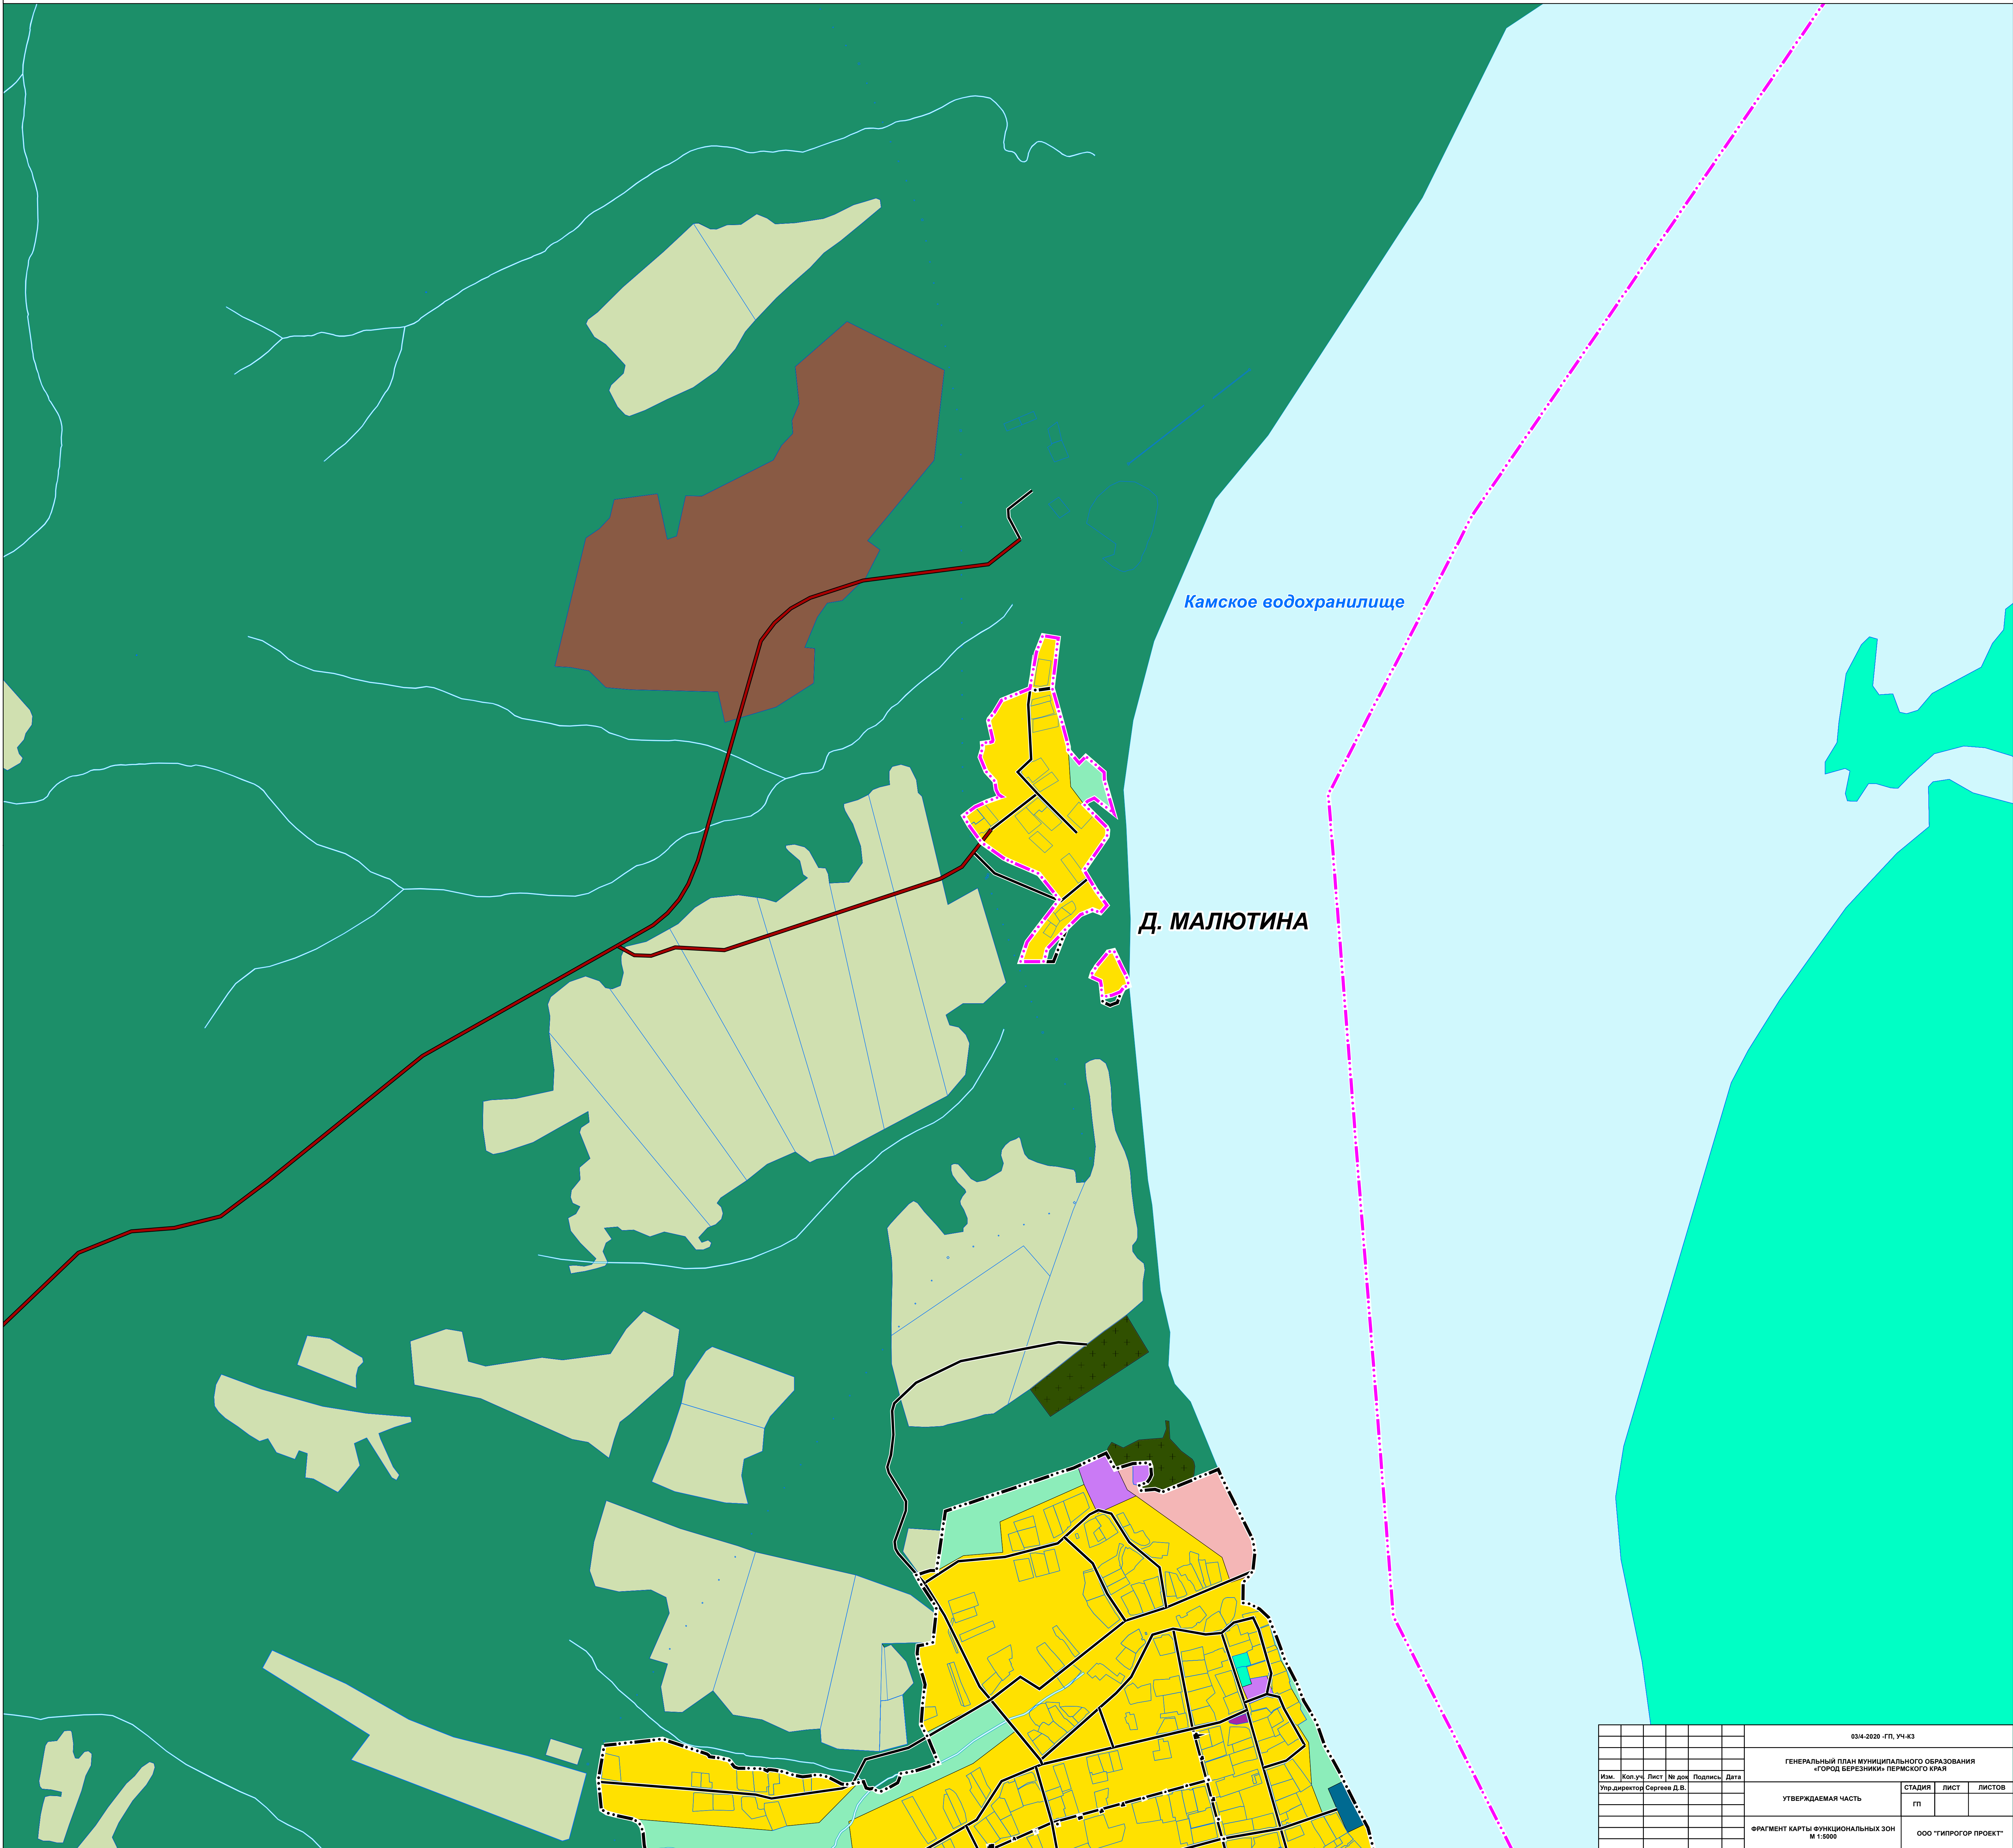 Камское водохранилище
Д. МАЛЮТИНА
03/4-2020 -ГП, УЧ-КЗ
ГЕНЕРАЛЬНЫЙ ПЛАН МУНИЦИПАЛЬНОГО ОБРАЗОВАНИЯ
«ГОРОД БЕРЕЗНИКИ» ПЕРМСКОГО КРАЯ
Изм. Кол.уч. Лист № док Подпись Дата
Упр.директор Сергеев Д.В.
УТВЕРЖДАЕМАЯ ЧАСТЬ
СТАДИЯ ЛИСТ ЛИСТОВ
ГП
ФРАГМЕНТ КАРТЫ ФУНКЦИОНАЛЬНЫХ ЗОН
М 1:5000
ООО "ГИПРОГОР ПРОЕКТ"